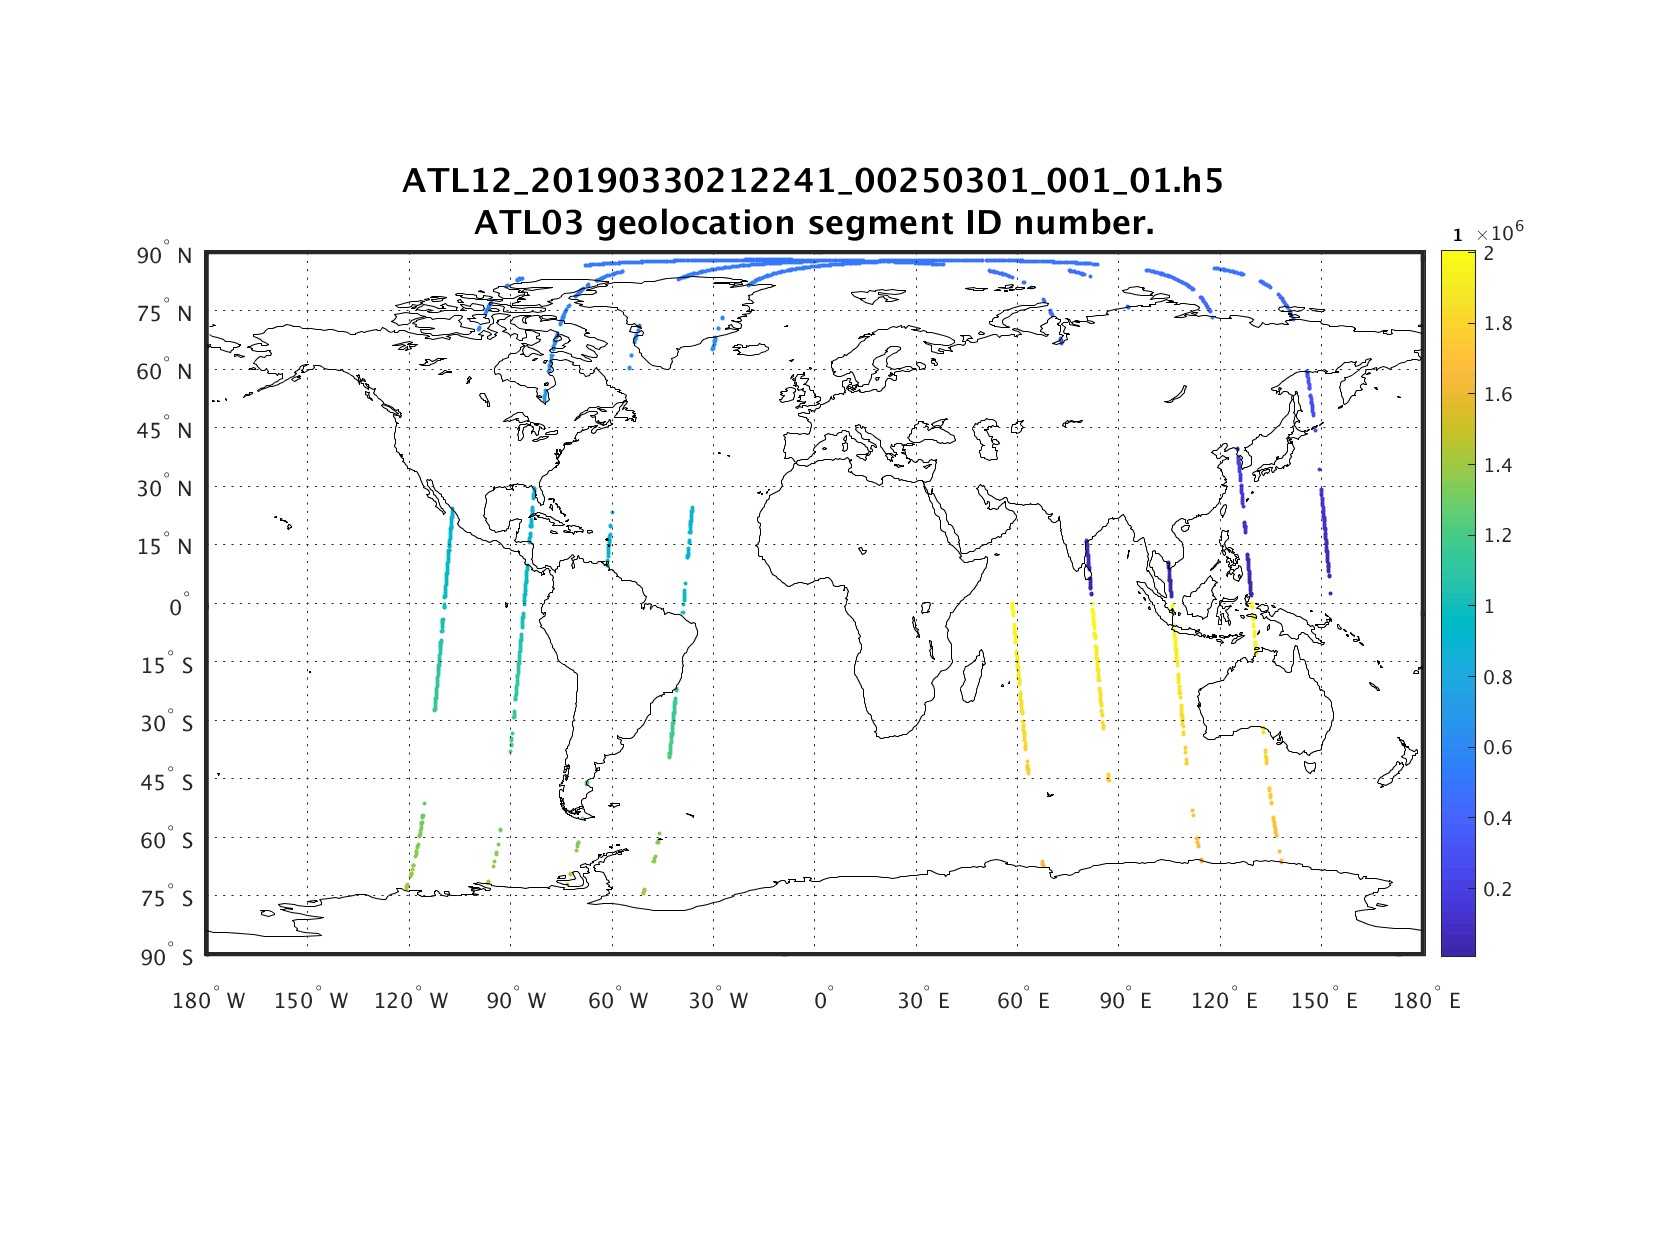 ATL12_20190330212241_00250301_001_01.h5
ATL03 geolocation segment ID number.
1 ×10^6
90° N
75° N
60° N
45° N
30° N
15° N
0°
15° S
30° S
45° S
60° S
75° S
90° S
180° W 150° W 120° W 90° W 60° W 30° W 0° 30° E 60° E 90° E 120° E 150° E 180° E
2
1.8
1.6
1.4
1.2
1
0.8
0.6
0.4
0.2